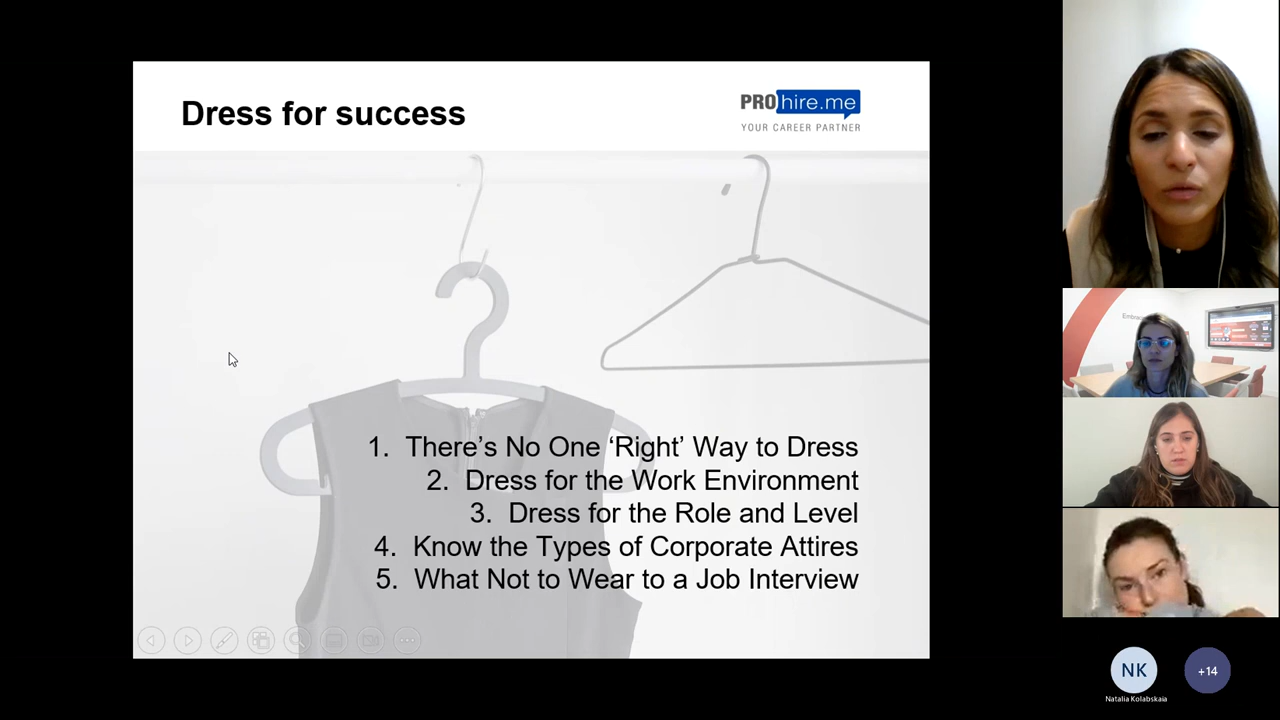 Dress for success
PROhire.me
YOUR CAREER PARTNER
1. There’s No One ‘Right’ Way to Dress
2. Dress for the Work Environment
3. Dress for the Role and Level
4. Know the Types of Corporate Attires
5. What Not to Wear to a Job Interview
NK
+14
Natalia Kolabskaia